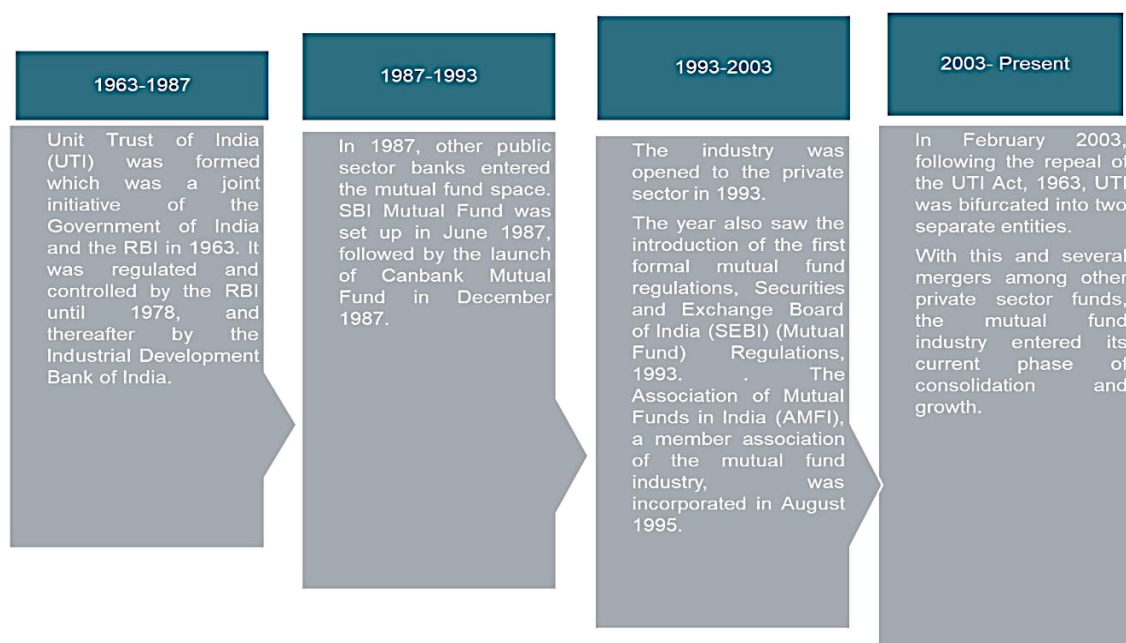 1963-1987
Unit Trust of India
(UTI) was formed
which was a joint
initiative of the
Government of India
and the RBI in 1963. It
was regulated and
controlled by the RBI
until 1978, and
thereafter by the
Industrial Development
Bank of India.
1987-1993
In 1987, other public
sector banks entered
the mutual fund space.
SBI Mutual Fund was
set up in June 1987,
followed by the launch
of Canbank Mutual
Fund in December
1987.
1993-2003
The industry was
opened to the private
sector in 1993.
The year also saw the
introduction of the first
formal mutual fund
regulations, Securities
and Exchange Board
of India (SEBI) (Mutual
Fund) Regulations,
1993. . The
Association of Mutual
Funds in India (AMFI),
a member association
of the mutual fund
industry, was
incorporated in August
1995.
2003- Present
In February 2003,
following the repeal of
the UTI Act, 1963, UTI
was bifurcated into two
separate entities.
With this and several
mergers among other
private sector funds,
the mutual fund
industry entered its
current phase of
consolidation and
growth.